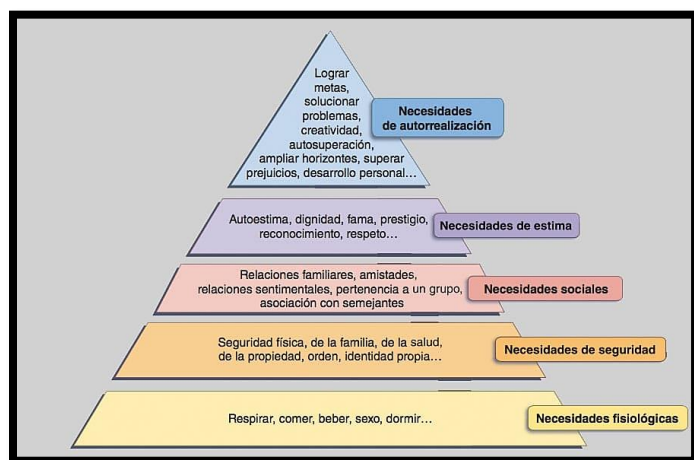 Lograr
metas,
solucionar
problemas,
creatividad,
autosuperación,
ampliar horizontes, superar
prejuicios, desarrollo personal...
Necesidades
de autorrealización
Autoestima, dignidad, fama, prestigio,
reconocimiento, respeto...
Necesidades de estima
Relaciones familiares, amistades,
relaciones sentimentales, pertenencia a un grupo,
asociación con semejantes
Necesidades sociales
Seguridad física, de la familia, de la salud,
de la propiedad, orden, identidad propia...
Necesidades de seguridad
Respirar, comer, beber, sexo, dormir...
Necesidades fisiológicas